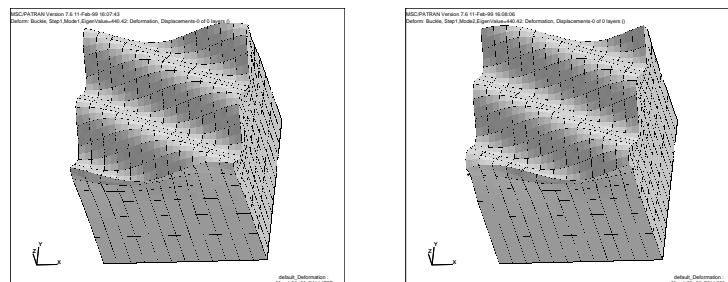 MSC/PATRAN Version 7.6 11-Feb-99 16:07:43
Deform: Buckle, Step1,Mode1,EigenValue=440.42: Deformation, Displacements-0 of 0 layers ()
Y
Z
X
default_Deformation :
MSC/PATRAN Version 7.6 11-Feb-99 16:08:06
Deform: Buckle, Step1,Mode2,EigenValue=440.42: Deformation, Displacements-0 of 0 layers ()
Y
Z
X
default_Deformation :